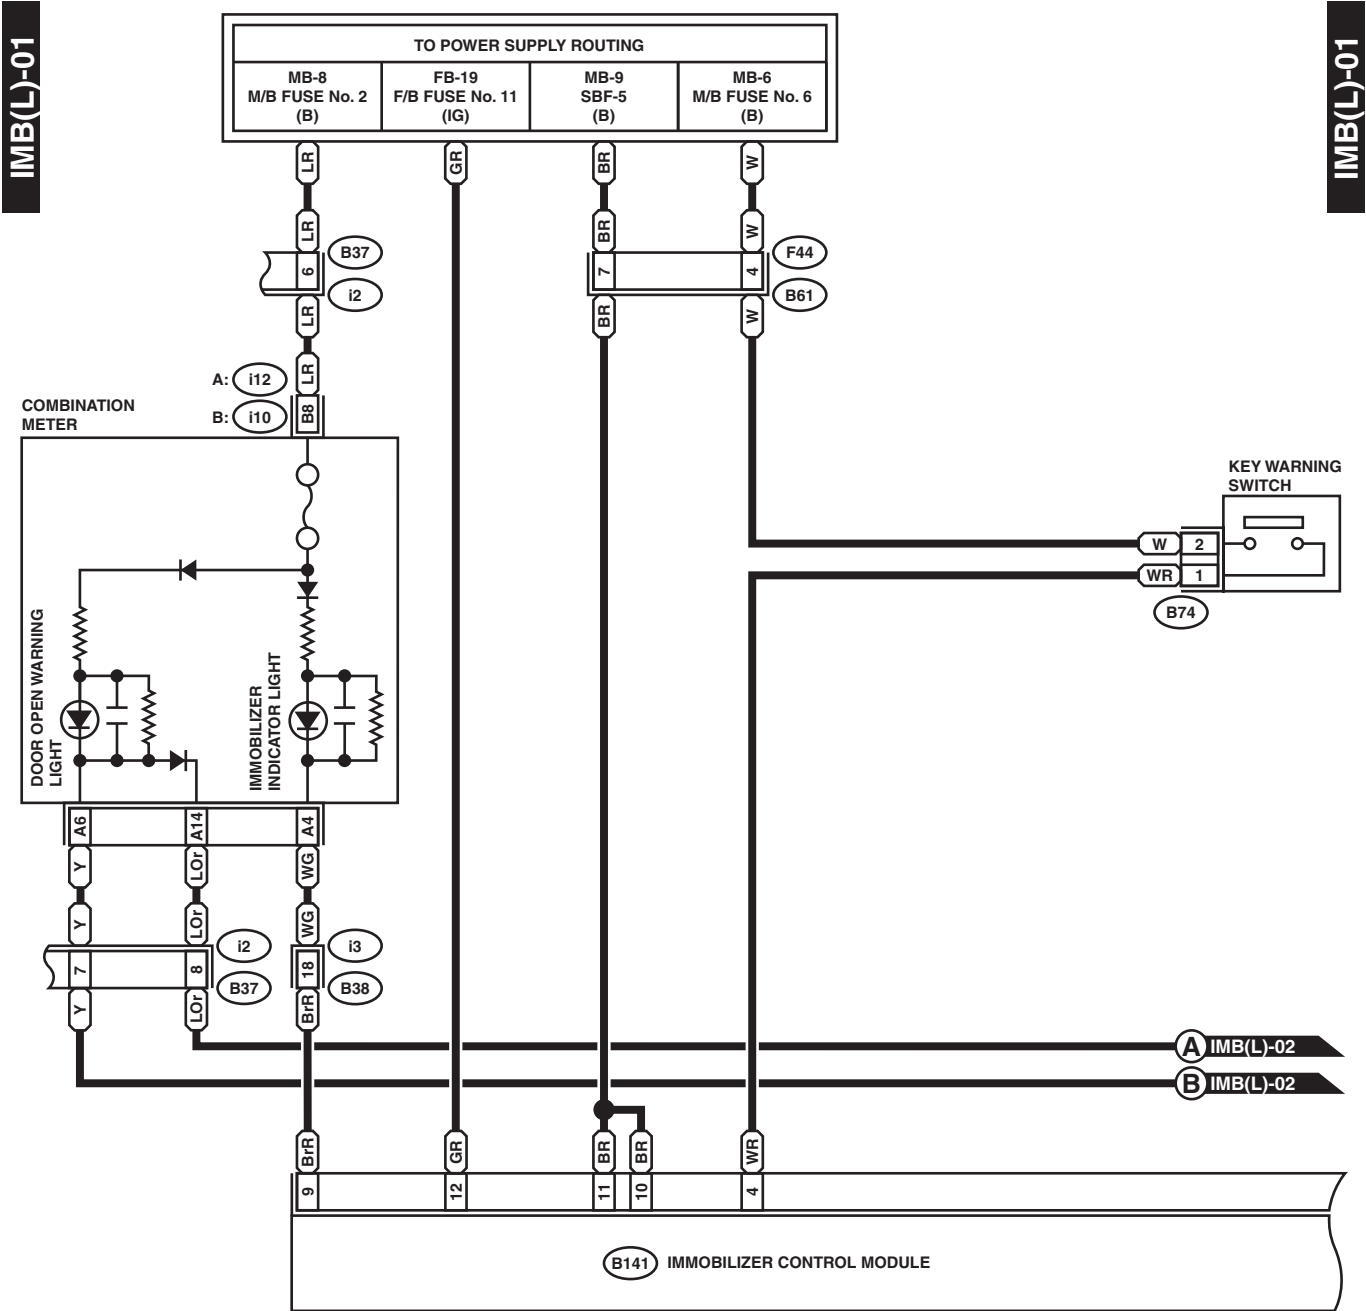 IMB(L)-01
IMB(L)-01
TO POWER SUPPLY ROUTING
MB-8
M/B FUSE No. 2
(B)
FB-19
F/B FUSE No. 11
(IG)
MB-9
SBF-5
(B)
MB-6
M/B FUSE No. 6
(B)
LR
GR
BR
W
LR
BR
W
6
B37
7
4
F44
i2
B61
LR
BR
W
LR
A: i12
B: i10
B8
COMBINATION
METER
KEY WARNING
SWITCH
W
2
WR
1
B74
DOOR OPEN WARNING
LIGHT
IMMOBILIZER
INDICATOR LIGHT
A6
A14
A4
Y
LOr
WG
Y
LOr
WG
i2
i3
7
8
18
B37
B38
Y
LOr
BrR
A IMB(L)-02
B IMB(L)-02
BrR
GR
BR
BR
WR
9
12
11
10
4
B141 IMMOBILIZER CONTROL MODULE